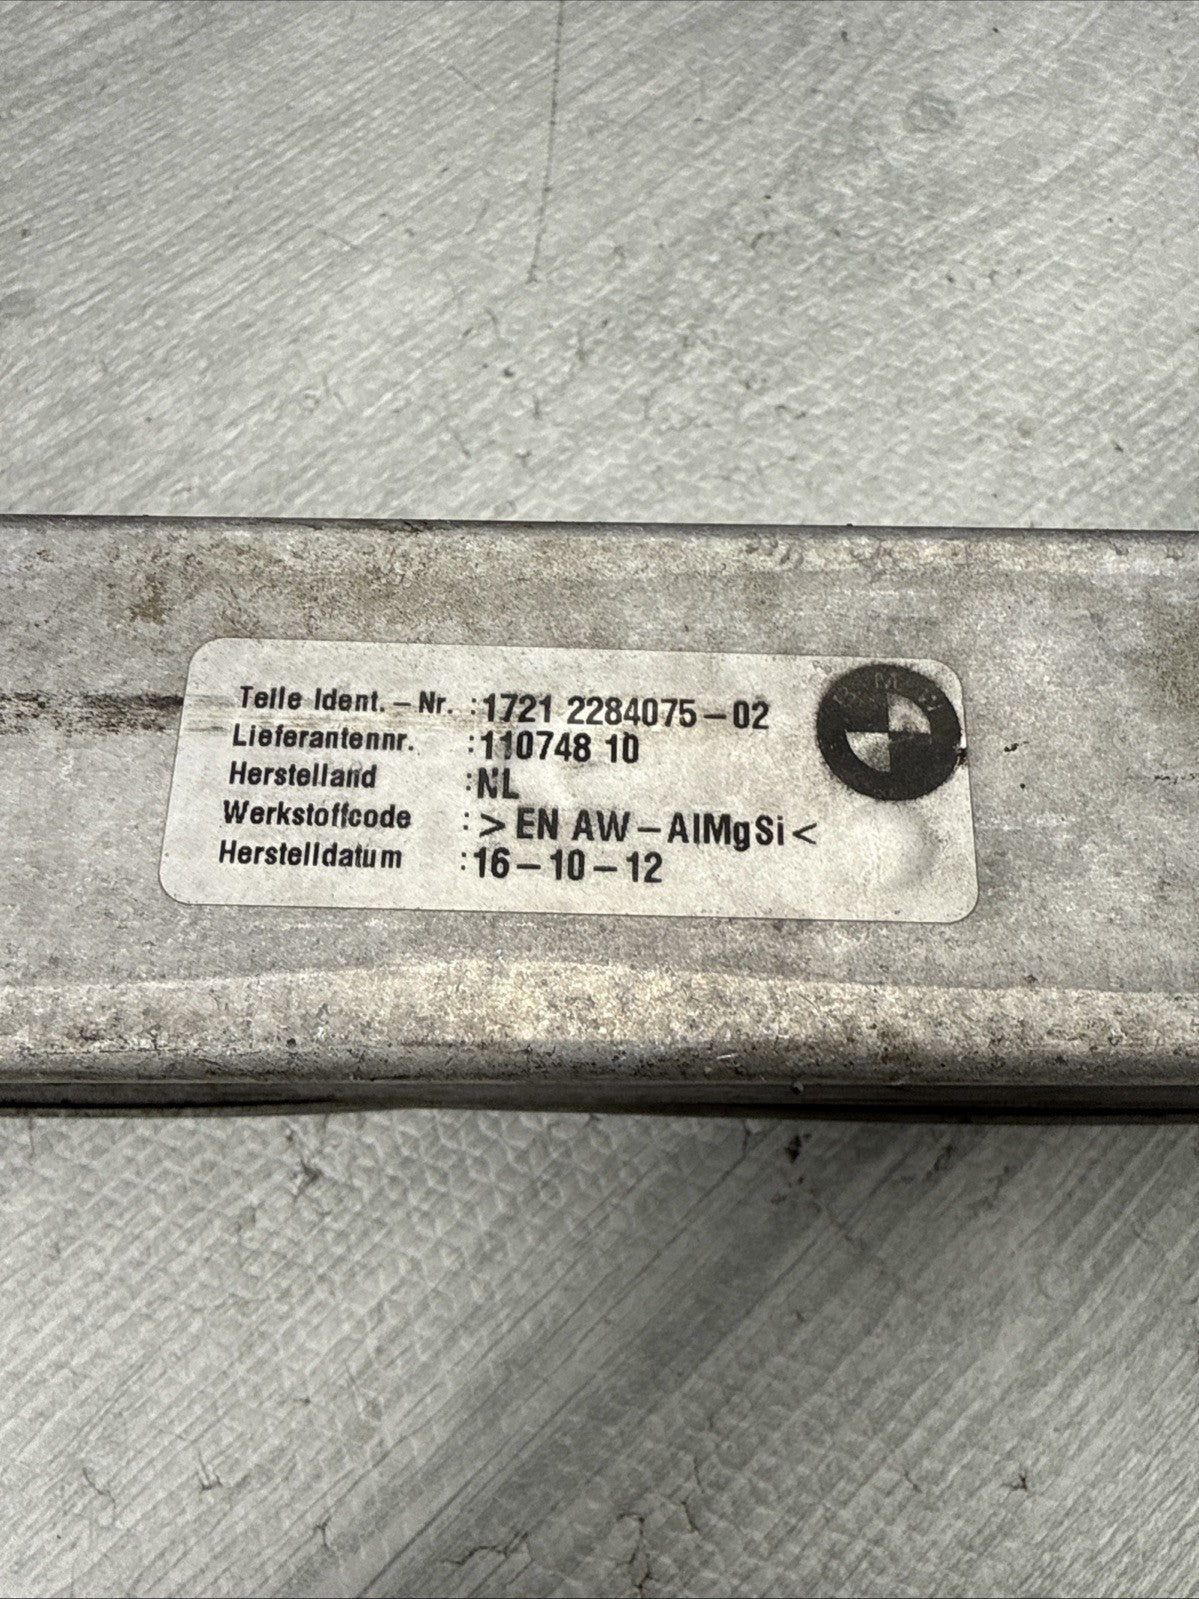 Teile Ident.-Nr. :1721 2284075-02
Lieferantennr. :110748 10
Herstelland :NL
Werkstoffcode :>EN AW-AlMgSi<
Herstelldatum :16-10-12
BMW